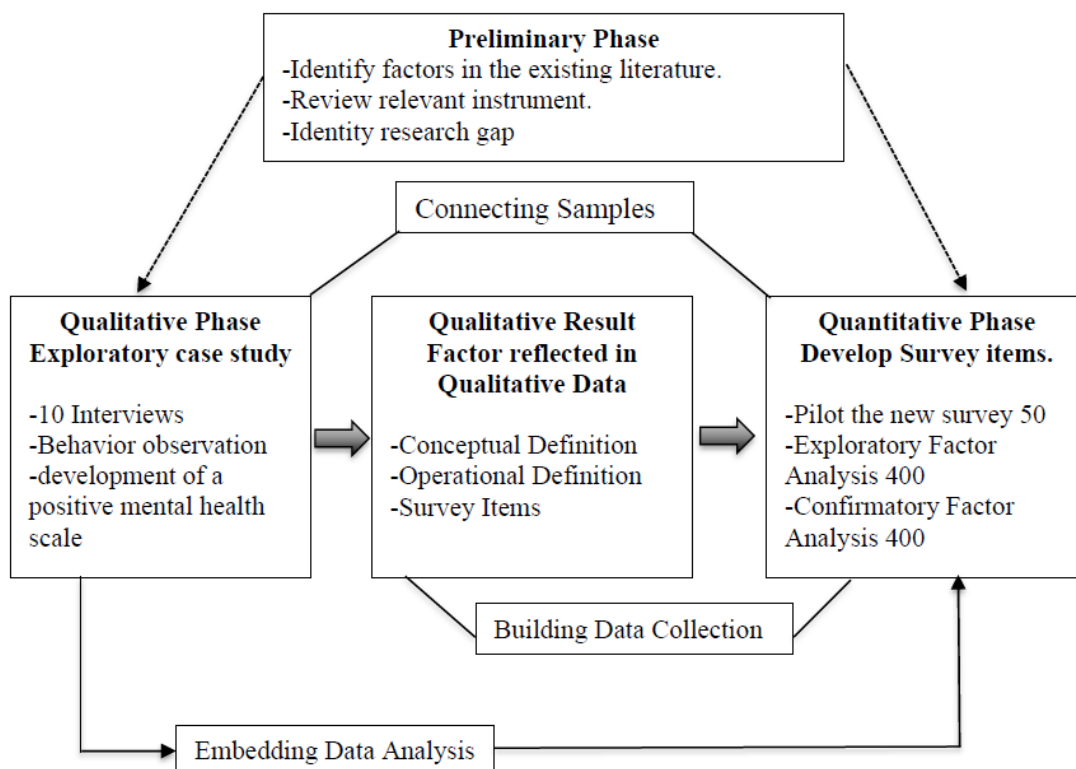 Preliminary Phase
-Identify factors in the existing literature.
-Review relevant instrument.
-Identity research gap
Connecting Samples
Qualitative Phase
Exploratory case study
-10 Interviews
-Behavior observation
-development of a
positive mental health
scale
Qualitative Result
Factor reflected in
Qualitative Data
-Conceptual Definition
-Operational Definition
-Survey Items
Quantitative Phase
Develop Survey items.
-Pilot the new survey 50
-Exploratory Factor
Analysis 400
-Confirmatory Factor
Analysis 400
Building Data Collection
Embedding Data Analysis